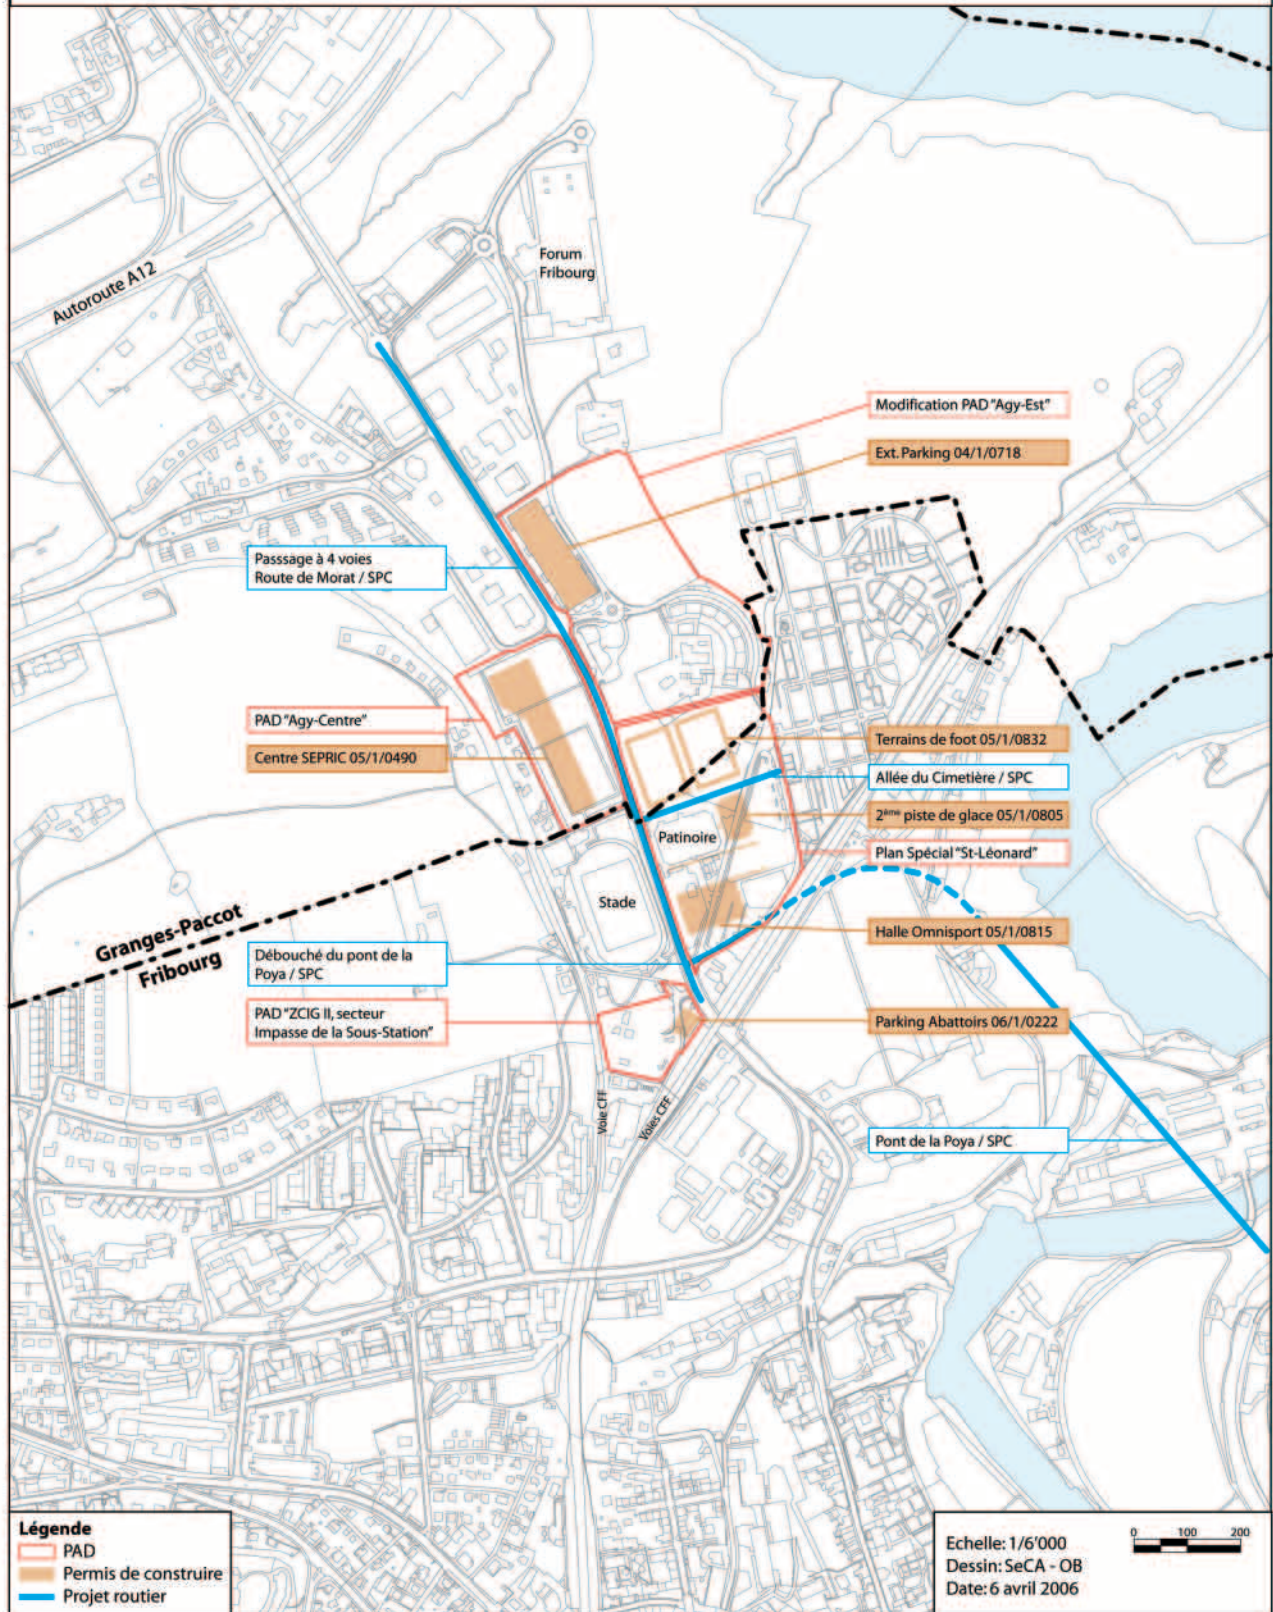 Forum
Fribourg
Autoroute A12
Modification PAD "Agy-Est"
Ext. Parking 04/1/0718
Passsage à 4 voies
Route de Morat / SPC
PAD "Agy-Centre"
Centre SEPRIC 05/1/0490
Terrains de foot 05/1/0832
Allée du Cimetière / SPC
2ème piste de glace 05/1/0805
Patinoire
Plan Spécial "St-Léonard"
Stade
Granges-Paccot
Fribourg
Halle Omnisport 05/1/0815
Débouché du pont de la
Poya / SPC
PAD "ZCIG II, secteur
Impasse de la Sous-Station"
Parking Abattoirs 06/1/0222
Voie CFF
Voies CFF
Pont de la Poya / SPC
Légende
PAD
Permis de construire
Projet routier
Echelle: 1/6'000
Dessin: SeCA - OB
Date: 6 avril 2006
0 100 200